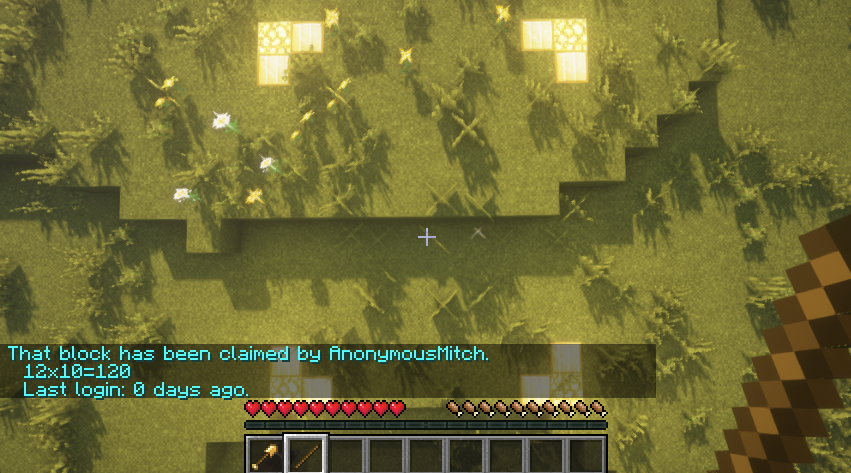 That block has been claimed by AnonymousMitch.
12x10=120
Last login: 0 days ago.